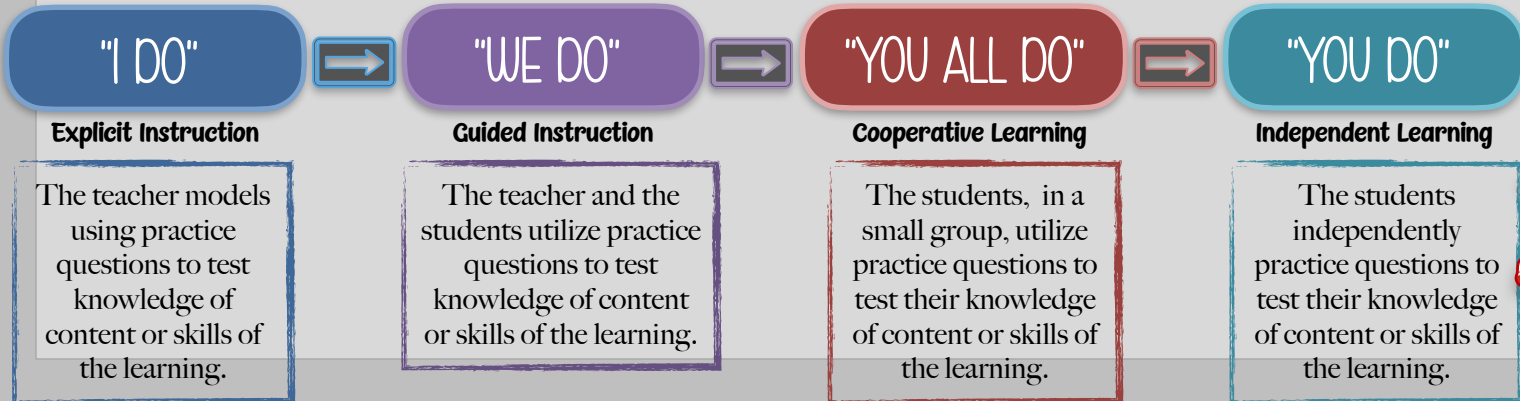 "I DO"
"WE DO"
"YOU ALL DO"
"YOU DO"
Explicit Instruction
Guided Instruction
Cooperative Learning
Independent Learning
The teacher models
using practice
questions to test
knowledge of
content or skills of
the learning.
The teacher and the
students utilize practice
questions to test
knowledge of content
or skills of the learning.
The students, in a
small group, utilize
practice questions to
test their knowledge
of content or skills of
the learning.
The students
independently
practice questions to
test their knowledge
of content or skills of
the learning.